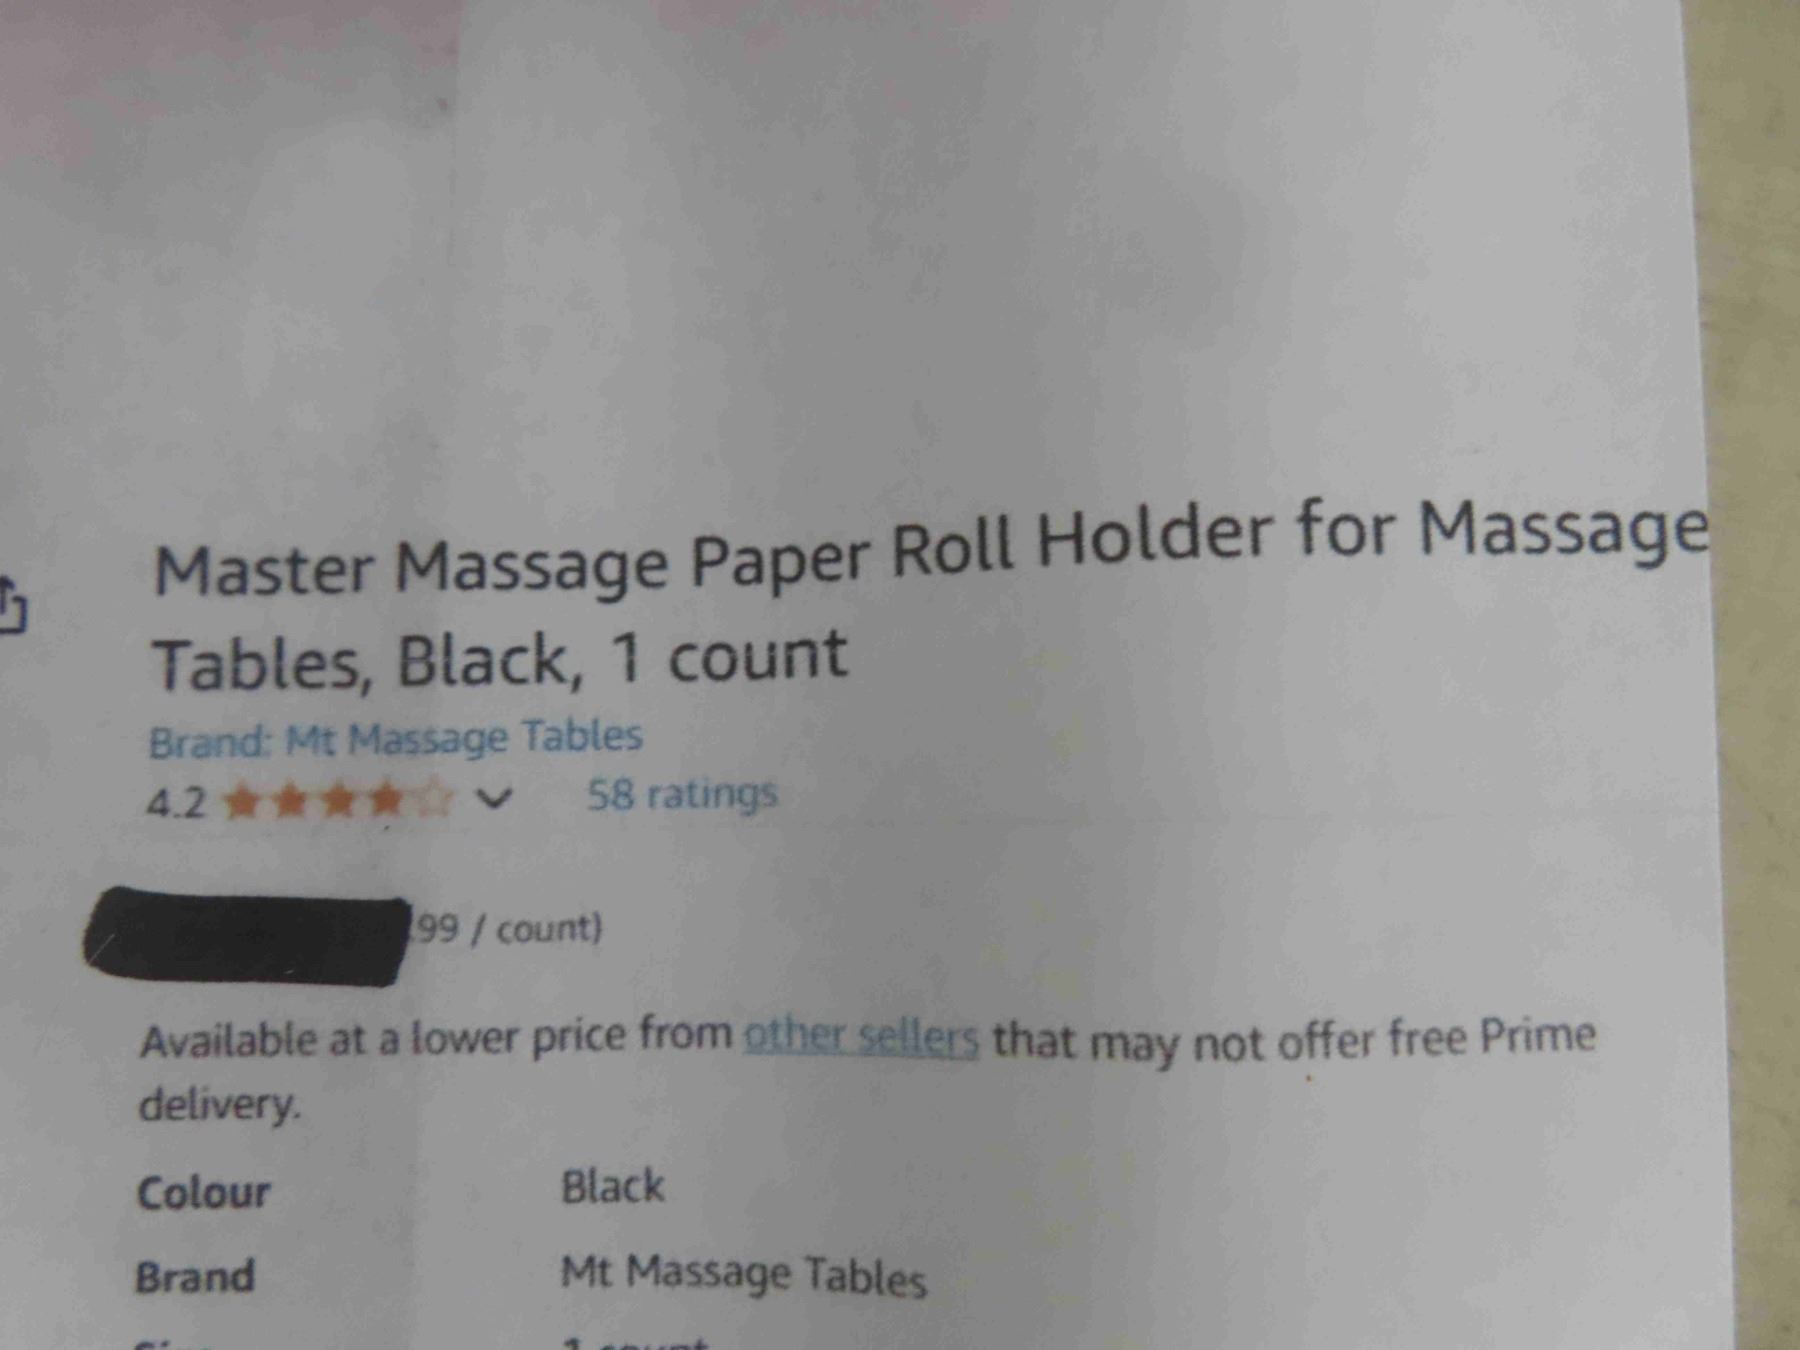 Master Massage Paper Roll Holder for Massage
Tables, Black, 1 count
Brand: Mt Massage Tables
4.2 58 ratings
.99 / count)
Available at a lower price from other sellers that may not offer free Prime
delivery.
Colour Black
Brand Mt Massage Tables
1 count